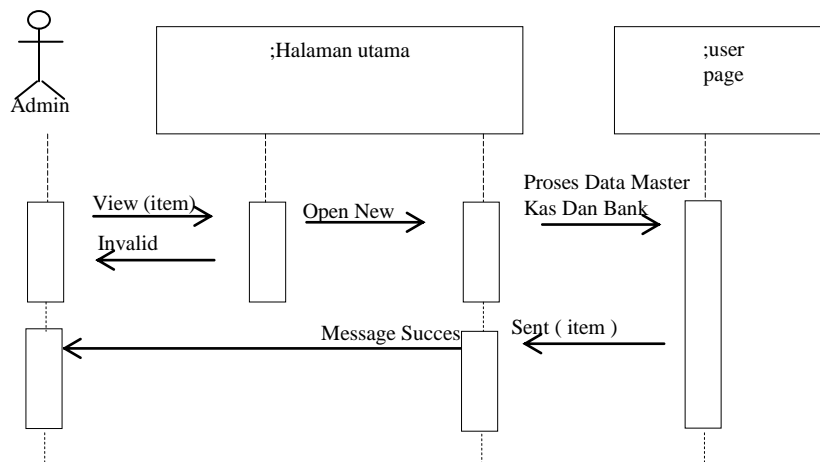 ;Halaman utama
;user
page
Admin
Proses Data Master
Kas Dan Bank
View (item)
Open New
Invalid
Message Succes
Sent ( item )